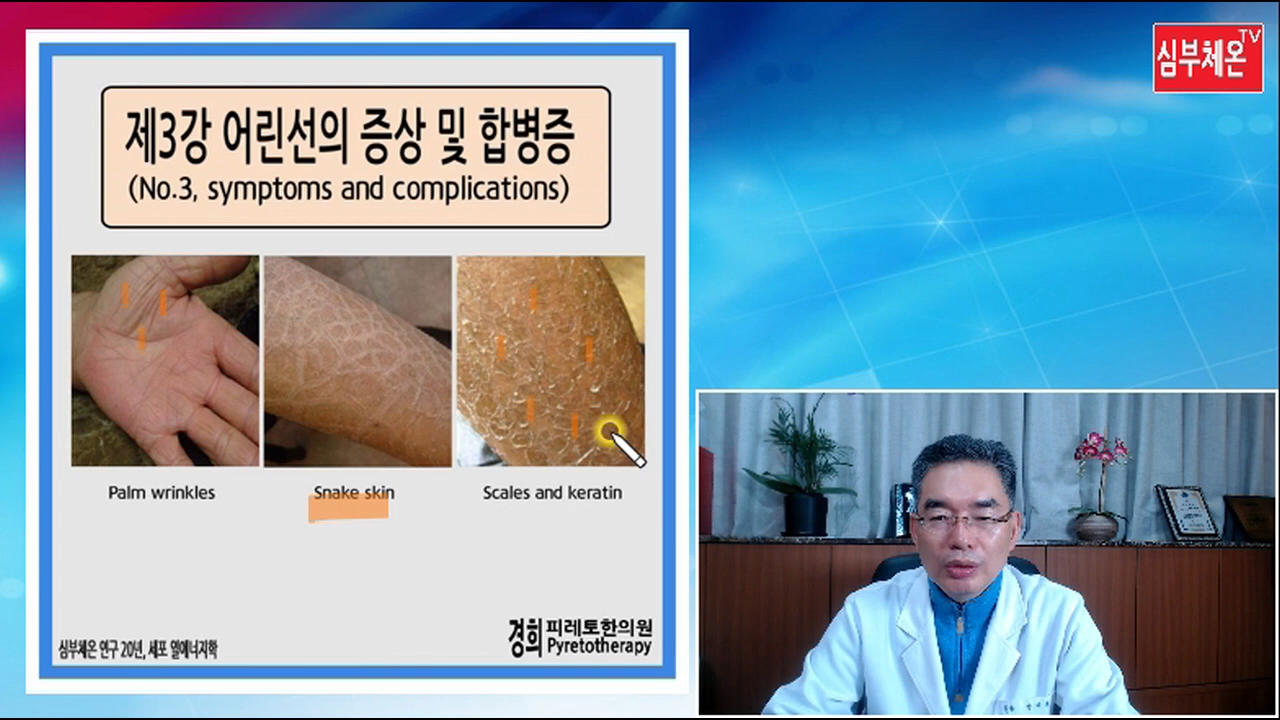 제3강 어린선의 증상 및 합병증
(No.3, symptoms and complications)
Palm wrinkles
Snake skin
Scales and keratin
심부체온 연구 20년, 세포 열에너지학
경희 피레토한의원
Pyretotherapy
심부체온 TV